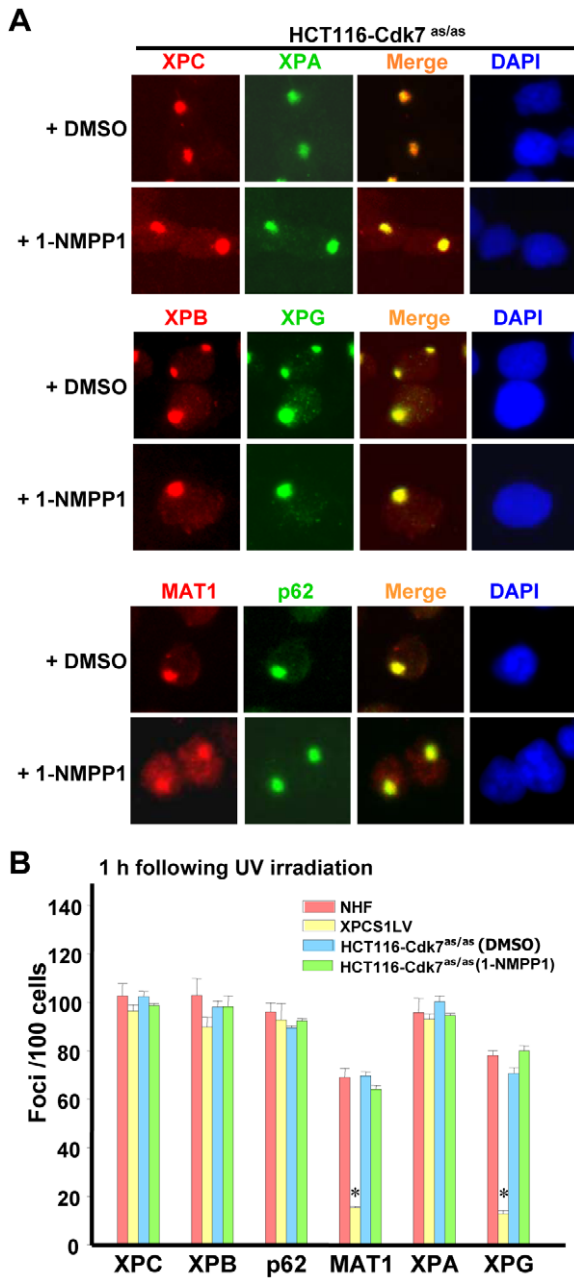 A
HCT116-Cdk7 as/as
XPC XPA Merge DAPI
+ DMSO
+ 1-NMPP1
XPB XPG Merge DAPI
+ DMSO
+ 1-NMPP1
MAT1 p62 Merge DAPI
+ DMSO
+ 1-NMPP1
B
1 h following UV irradiation
NHF
XPCS1LV
HCT116-Cdk7as/as (DMSO)
HCT116-Cdk7as/as (1-NMPP1)
Foci /100 cells
140
120
100
80
60
40
20
0
* *
XPC XPB p62 MAT1 XPA XPG